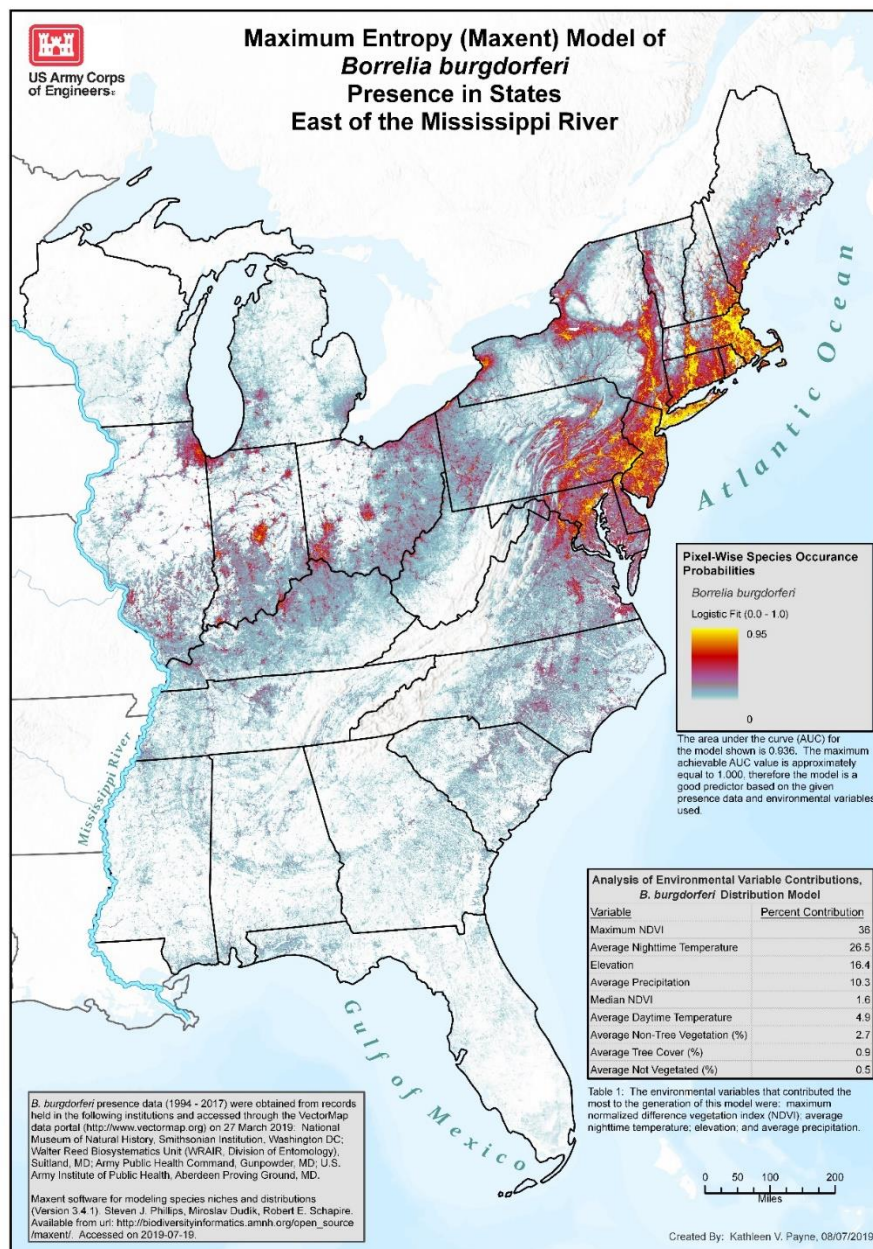 US Army Corps
of Engineers®
Maximum Entropy (Maxent) Model of
Borrelia burgdorferi
Presence in States
East of the Mississippi River
Atlantic Ocean
Pixel-Wise Species Occurance
Probabilities
Borrelia burgdorferi
Logistic Fit (0.0 - 1.0)
0.95
0
The area under the curve (AUC) for
the model shown is 0.936. The maximum
achievable AUC value is approximately
equal to 1.000, therefore the model is a
good predictor based on the given
presence data and environmental variables
used.
Mississippi River
Gulf of Mexico
Analysis of Environmental Variable Contributions,
B. burgdorferi Distribution Model
Variable Percent Contribution
Maximum NDVI 36
Average Nighttime Temperature 26.5
Elevation 16.4
Average Precipitation 10.3
Median NDVI 1.6
Average Daytime Temperature 4.9
Average Non-Tree Vegetation (%) 2.7
Average Tree Cover (%) 0.9
Average Not Vegetated (%) 0.5
Table 1: The environmental variables that contributed the
most to the generation of this model were: maximum
normalized difference vegetation index (NDVI); average
nighttime temperature; elevation; and average precipitation.
B. burgdorferi presence data (1994 - 2017) were obtained from records
held in the following institutions and accessed through the VectorMap
data portal (http://www.vectormap.org) on 27 March 2019: National
Museum of Natural History, Smithsonian Institution, Washington DC;
Walter Reed Biosystematics Unit (WRAIR, Division of Entomology),
Suitland, MD; Army Public Health Command, Gunpowder, MD; U.S.
Army Institute of Public Health, Aberdeen Proving Ground, MD.
Maxent software for modeling species niches and distributions
(Version 3.4.1). Steven J. Phillips, Miroslav Dudík, Robert E. Schapire.
Available from url: http://biodiversityinformatics.amnh.org/open_source
/maxent/. Accessed on 2019-07-19.
0 50 100 200
Miles
Created By: Kathleen V. Payne, 08/07/2019